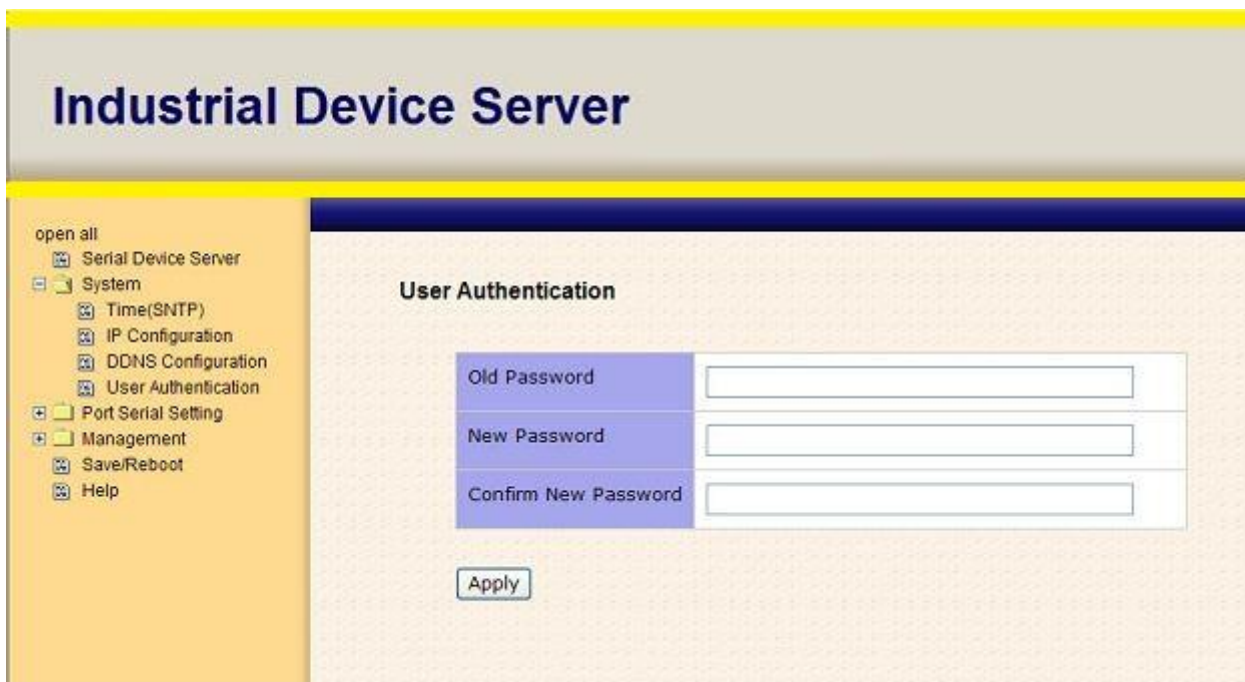 Industrial Device Server
open all
Serial Device Server
System
Time(SNTP)
IP Configuration
DDNS Configuration
User Authentication
Port Serial Setting
Management
Save/Reboot
Help
User Authentication
Old Password
New Password
Confirm New Password
Apply